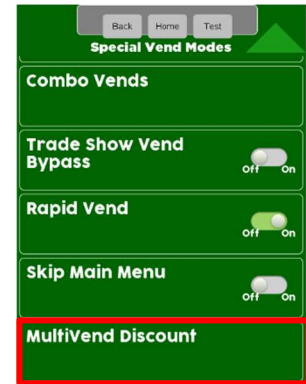 Back Home Test
Special Vend Modes
Combo Vends
Trade Show Vend
Bypass
Off On
Rapid Vend
Off On
Skip Main Menu
Off On
MultiVend Discount